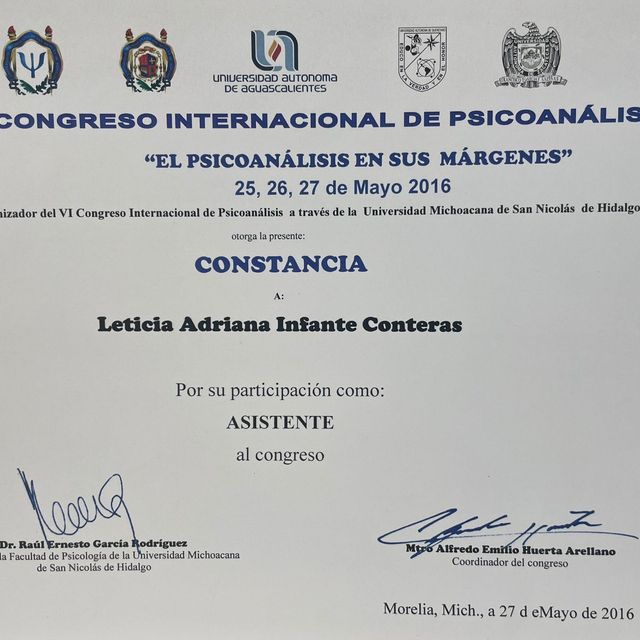 UNIVERSIDAD AUTONOMA
DE AGUASCALIENTES
CONGRESO INTERNACIONAL DE PSICOANÁLIS
“EL PSICOANÁLISIS EN SUS MÁRGENES”
25, 26, 27 de Mayo 2016
nizador del VI Congreso Internacional de Psicoanálisis a través de la Universidad Michoacana de San Nicolás de Hidalgo
otorga la presente:
CONSTANCIA
A:
Leticia Adriana Infante Conteras
Por su participación como:
ASISTENTE
al congreso
Dr. Raúl Ernesto García Rodríguez
la Facultad de Psicología de la Universidad Michoacana
de San Nicolás de Hidalgo
Mtro Alfredo Emilio Huerta Arellano
Coordinador del congreso
Morelia, Mich., a 27 d eMayo de 2016